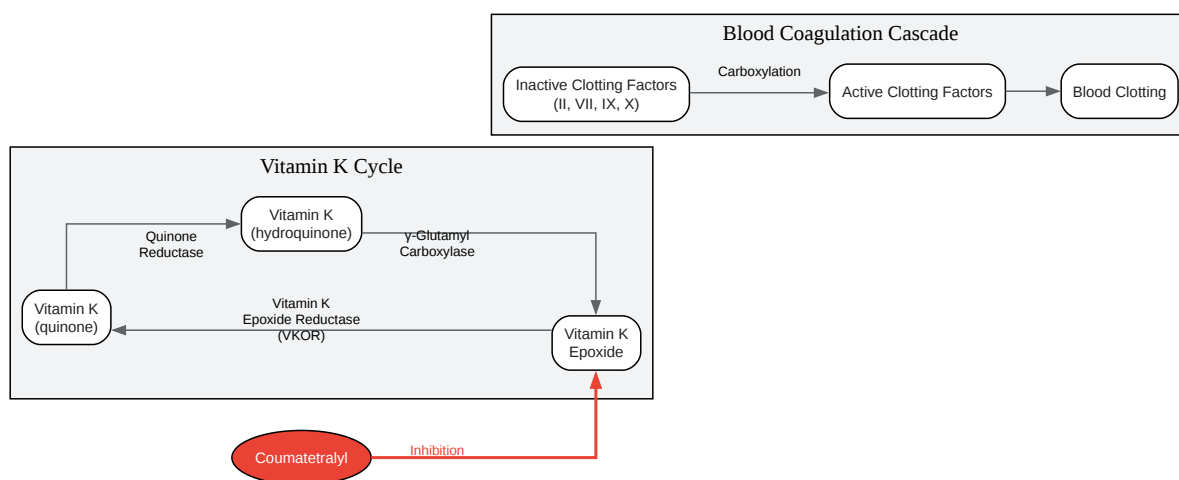 Blood Coagulation Cascade
Inactive Clotting Factors
(II, VII, IX, X)
Carboxylation
Active Clotting Factors
Blood Clotting
Vitamin K Cycle
Vitamin K
(hydroquinone)
Quinone
Reductase
γ-Glutamyl
Carboxylase
Vitamin K
(quinone)
Vitamin K
Epoxide Reductase
(VKOR)
Vitamin K
Epoxide
Coumatetralyl
Inhibition